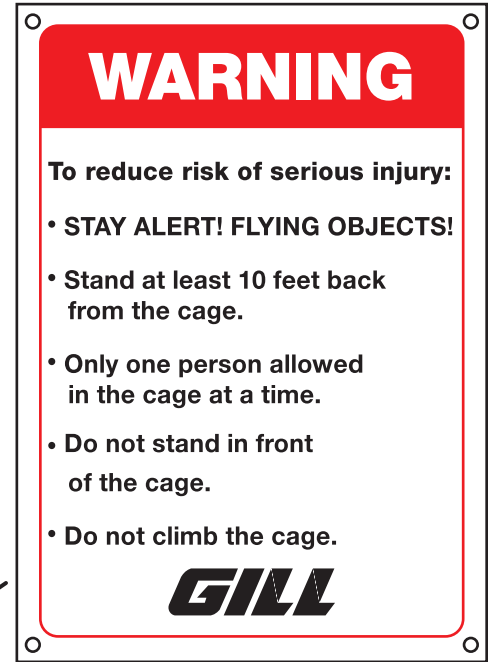 WARNING
To reduce risk of serious injury:
• STAY ALERT! FLYING OBJECTS!
• Stand at least 10 feet back
from the cage.
• Only one person allowed
in the cage at a time.
• Do not stand in front
of the cage.
• Do not climb the cage.
GILL